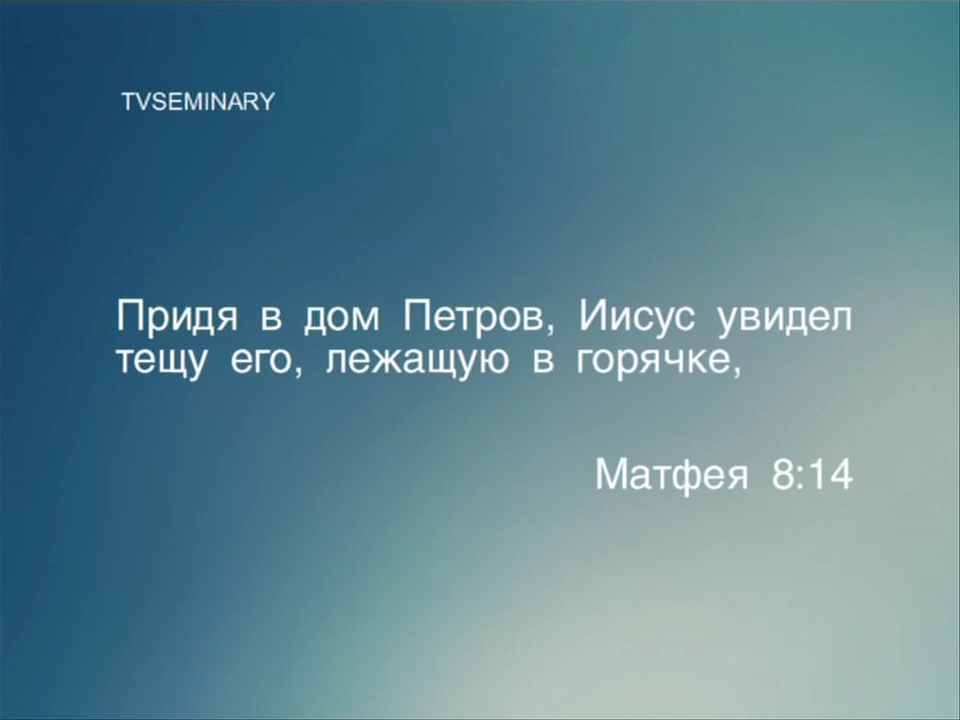 TVSEMINARY
Придя в дом Петров, Иисус увидел
тещу его, лежащую в горячке,
Матфея 8:14